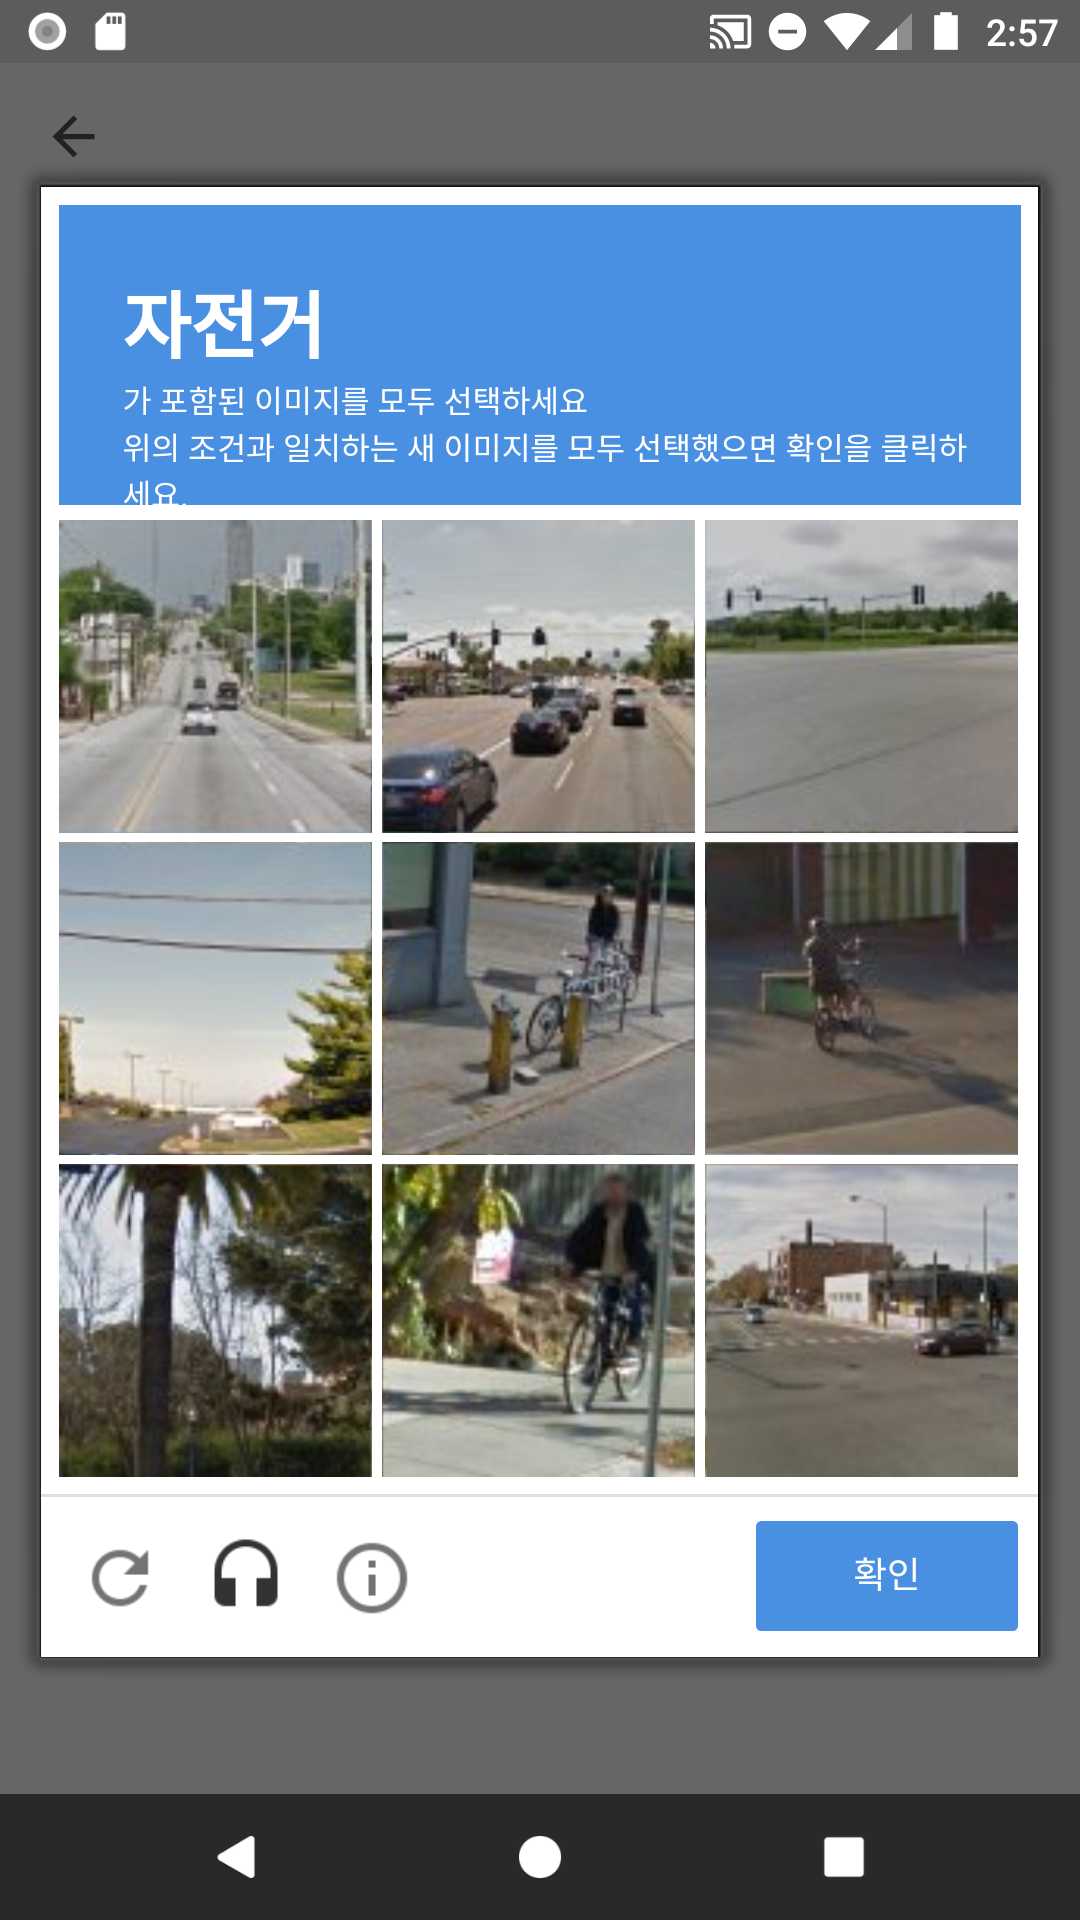 2:57
자전거
가 포함된 이미지를 모두 선택하세요
위의 조건과 일치하는 새 이미지를 모두 선택했으면 확인을 클릭하
세요.
확인